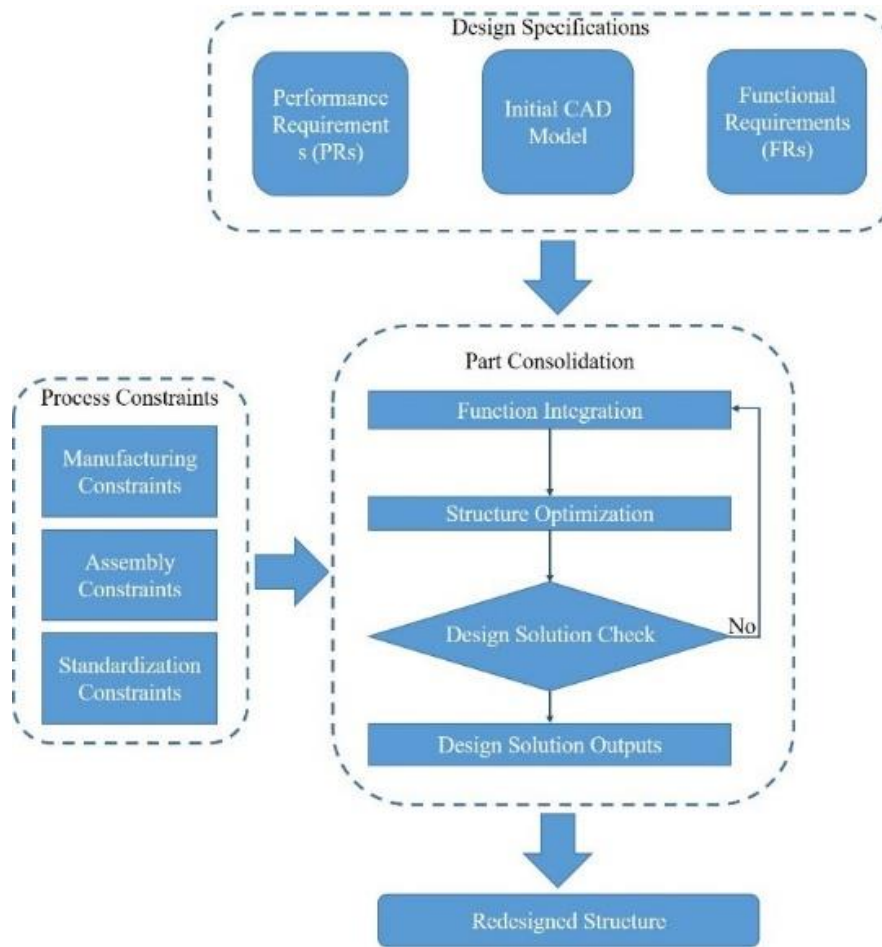 Design Specifications
Performance
Requirement
s (PRs)
Initial CAD
Model
Functional
Requirements
(FRs)
Part Consolidation
Function Integration
Structure Optimization
Design Solution Check
No
Design Solution Outputs
Process Constraints
Manufacturing
Constraints
Assembly
Constraints
Standardization
Constraints
Redesigned Structure